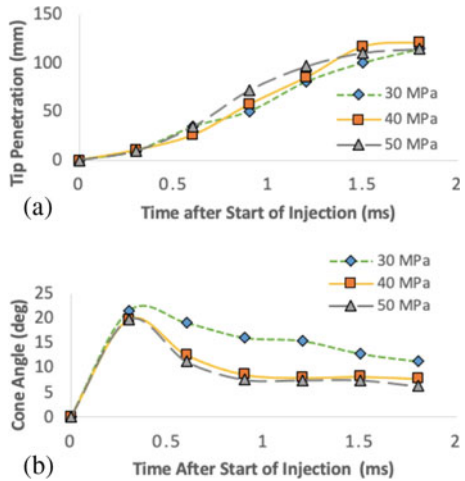 150
100
50
0
Tip Penetration (mm)
30 MPa
40 MPa
50 MPa
0 0.5 1 1.5 2
Time after Start of Injection (ms)
(a)
30 MPa
40 MPa
50 MPa
25
20
15
10
5
0
Cone Angle (deg)
0 0.5 1 1.5 2
Time After Start of Injection (ms)
(b)